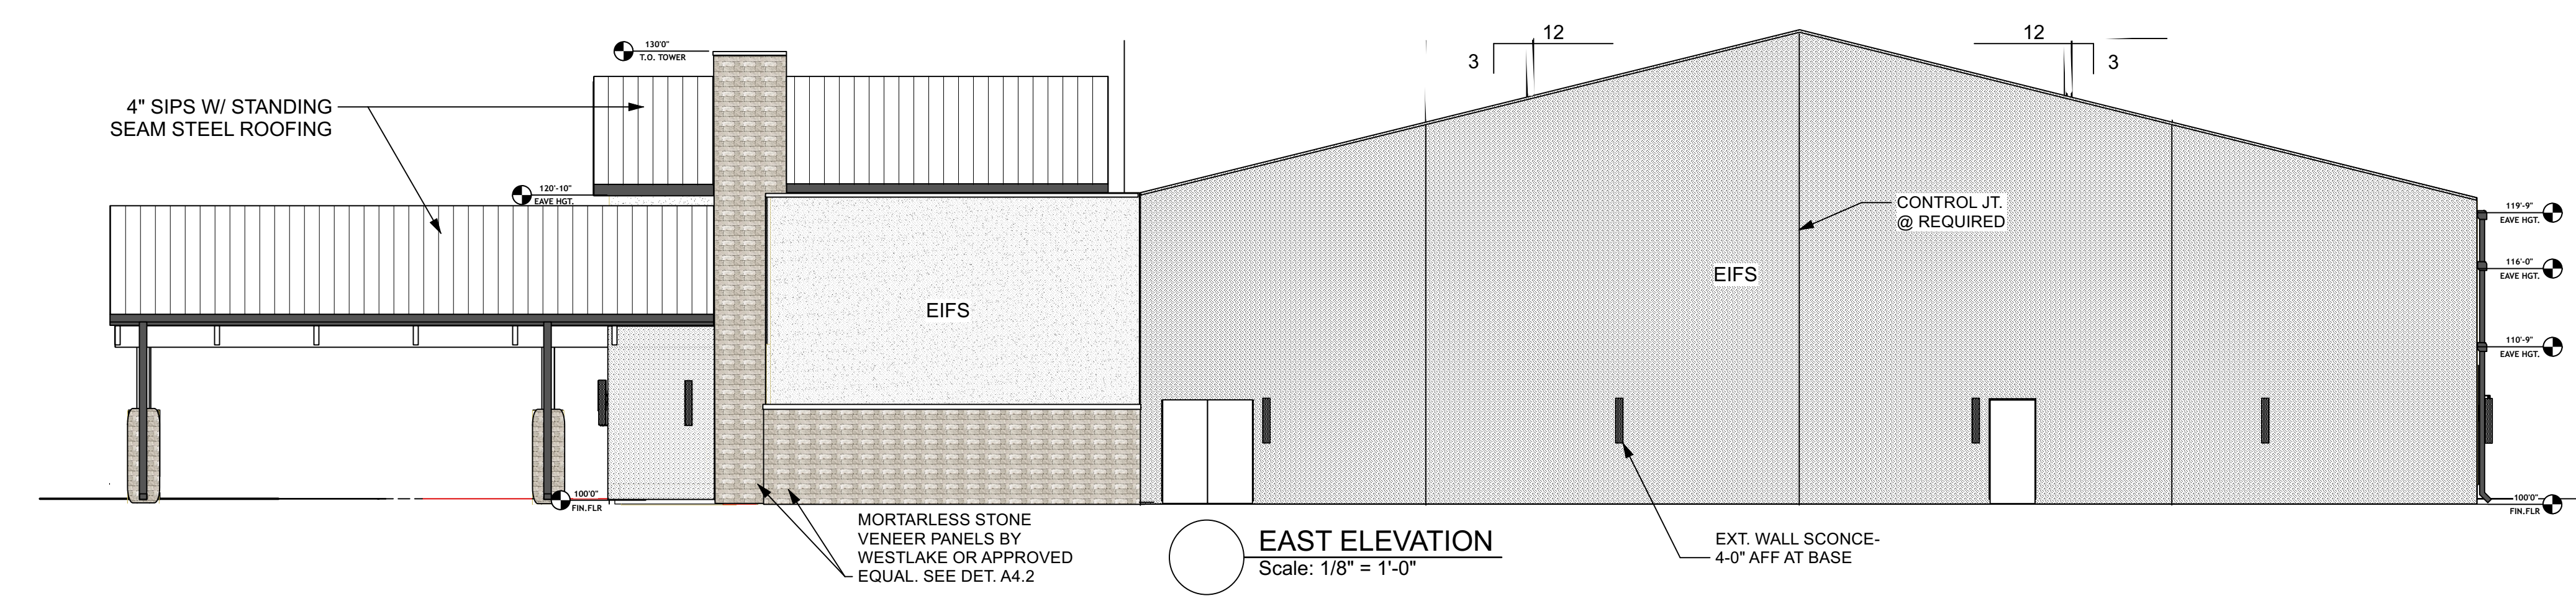 130'0"
T.O. TOWER
4" SIPS W/ STANDING
SEAM STEEL ROOFING
120'-10"
EAVE HGT.
100'0"
FIN.FLR
EIFS
MORTARLESS STONE
VENEER PANELS BY
WESTLAKE OR APPROVED
EQUAL. SEE DET. A4.2
12
3
12
3
CONTROL JT.
@ REQUIRED
EIFS
119'-9"
EAVE HGT.
116'-0"
EAVE HGT.
110'-9"
EAVE HGT.
100'0"
FIN.FLR
EXT. WALL SCONCE-
4-0" AFF AT BASE
EAST ELEVATION
Scale: 1/8" = 1'-0"